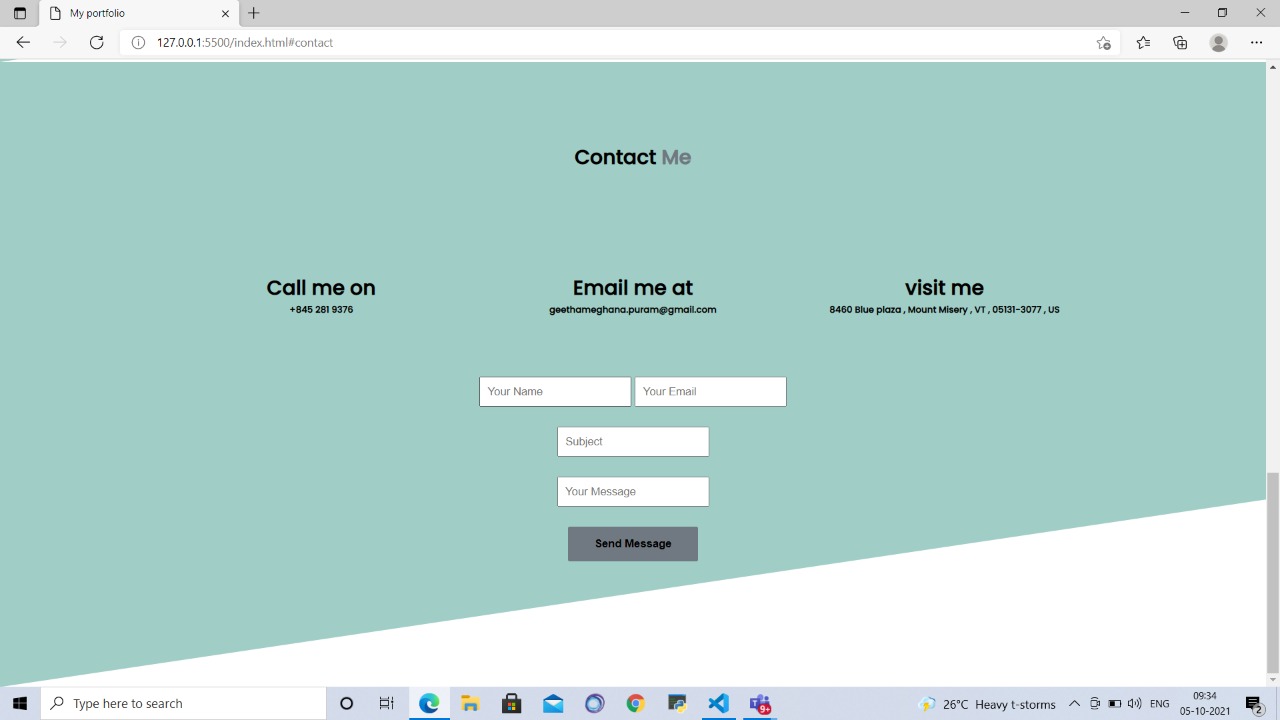 My portfolio
127.0.0.1:5500/index.html#contact
Contact Me
Call me on
+845 281 9376
Email me at
geethameghana.puram@gmail.com
visit me
8460 Blue plaza , Mount Misery , VT , 05131-3077 , US
Your Name
Your Email
Subject
Your Message
Send Message
Type here to search
9+
26°C Heavy t-storms
ENG
09:34
05-10-2021
2